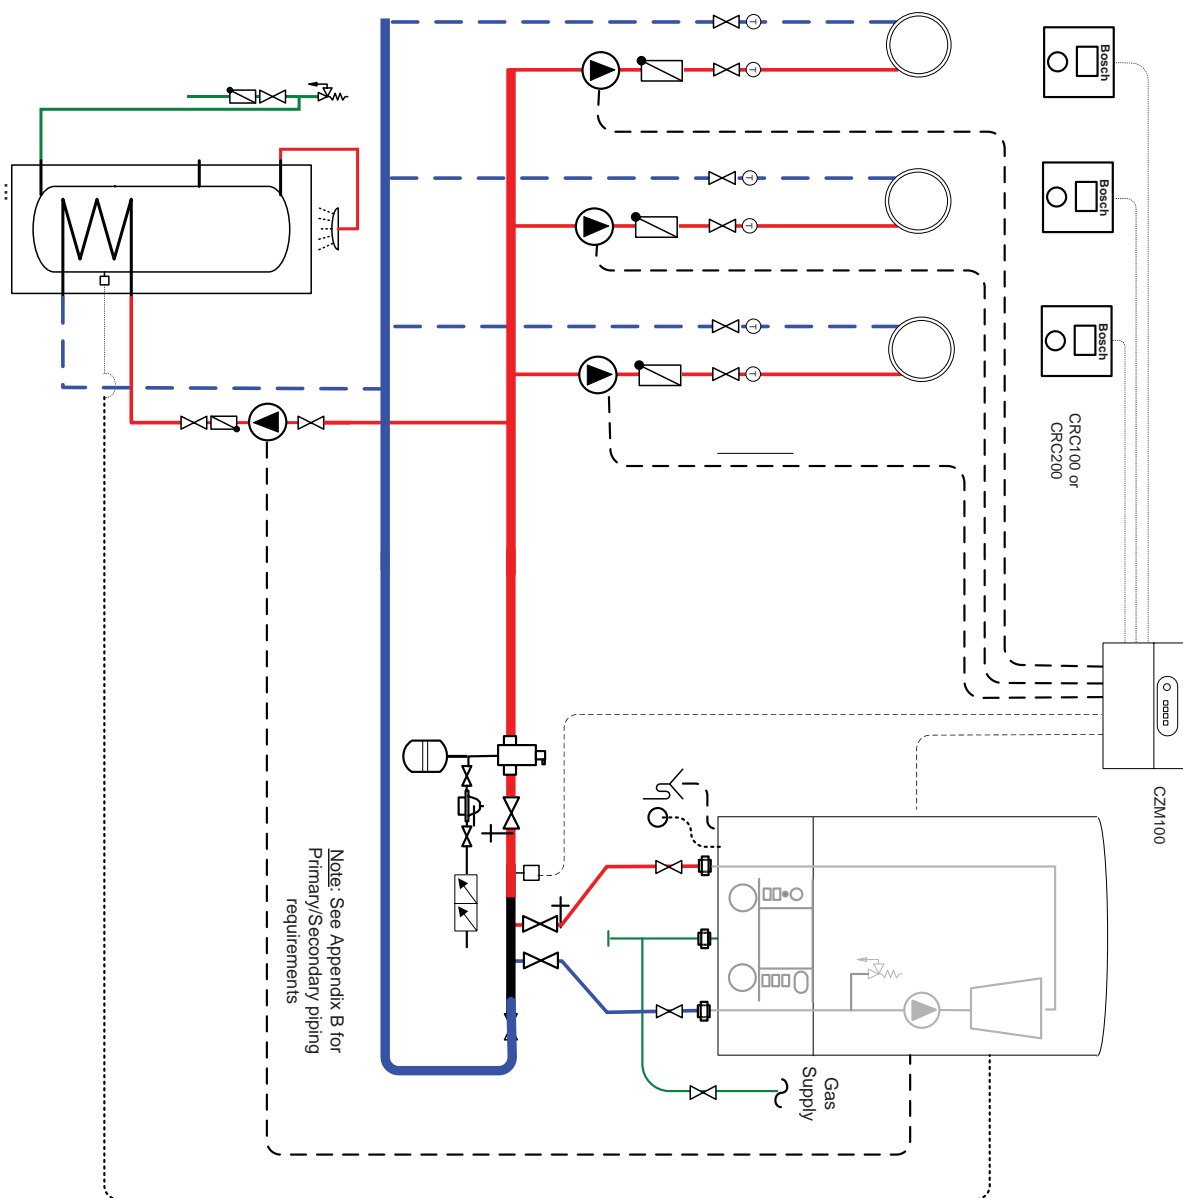 Bosch
Bosch
Bosch
CRC100 or
CRC200
CZM100
Note: See Appendix B for
Primary/Secondary piping
requirements
Gas
Supply
T
T
T
T
T
T